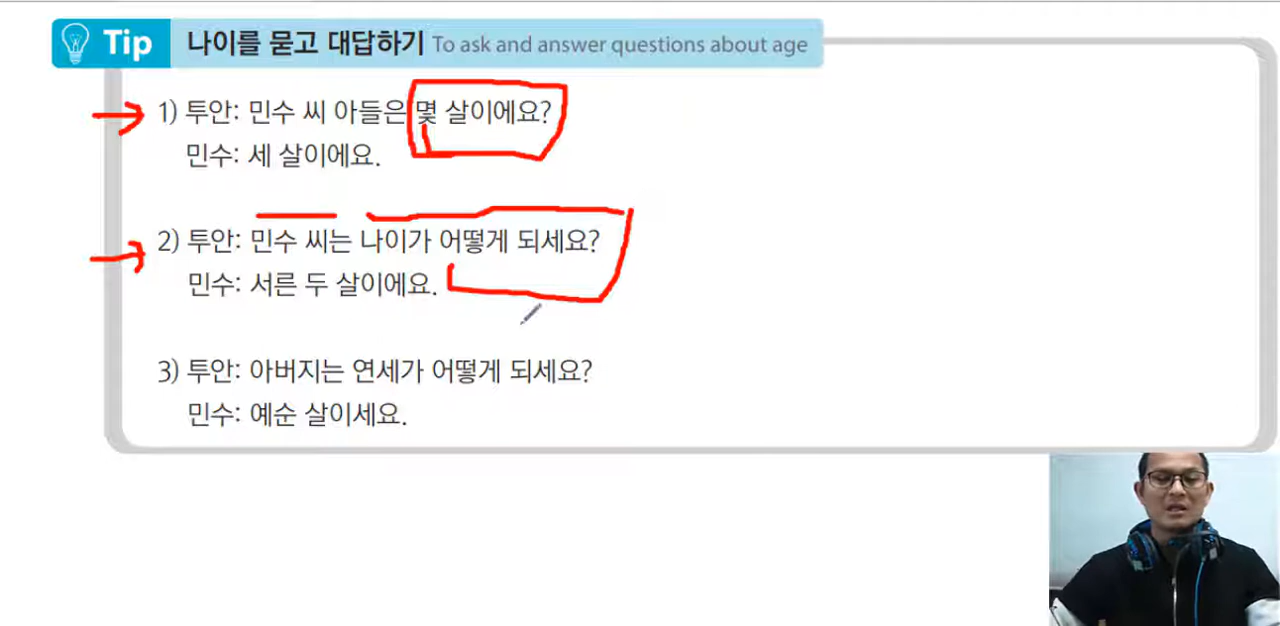 Tip 나이를 묻고 대답하기 To ask and answer questions about age
1) 투안: 민수 씨 아들은 몇 살이에요?
민수: 세 살이에요.
2) 투안: 민수 씨는 나이가 어떻게 되세요?
민수: 서른 두 살이에요.
3) 투안: 아버지는 연세가 어떻게 되세요?
민수: 예순 살이세요.